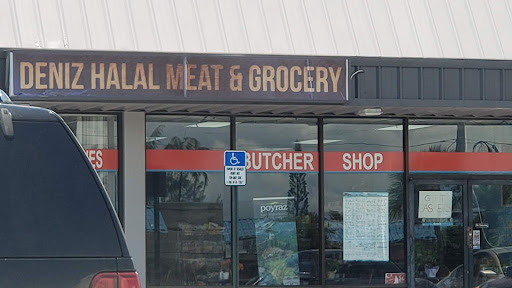 DENIZ HALAL MEAT & GROCERY
BUTCHER SHOP
poyraz